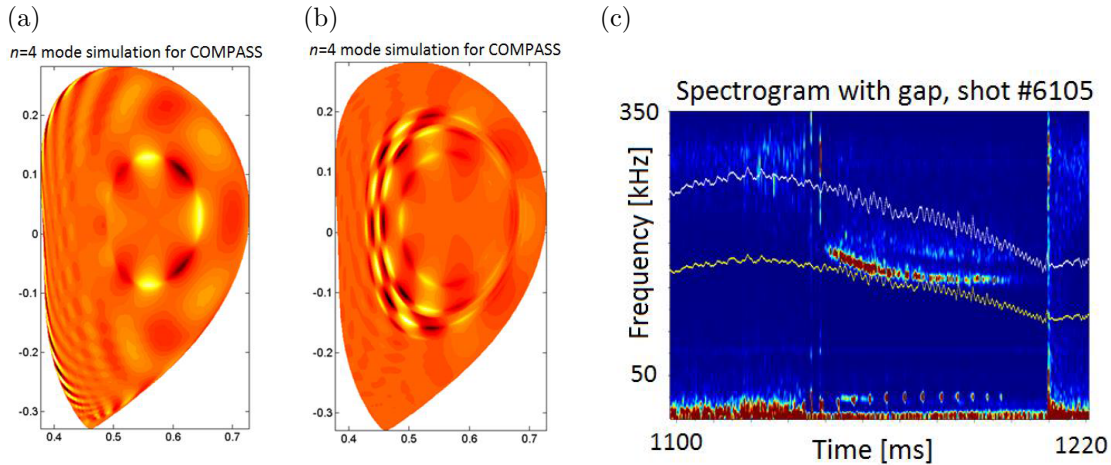 (a)
n=4 mode simulation for COMPASS
0.2
0.1
0
-0.1
-0.2
-0.3
0.4 0.5 0.6 0.7
(b)
n=4 mode simulation for COMPASS
0.2
0.1
0
-0.1
-0.2
-0.3
0.4 0.5 0.6 0.7
(c)
Spectrogram with gap, shot #6105
350
Frequency [kHz]
50
1100 Time [ms] 1220